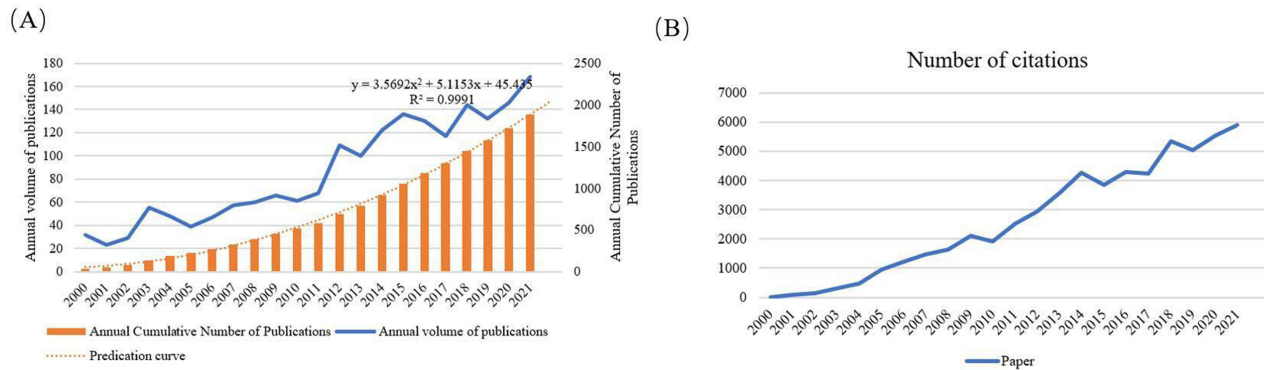 (A)
y = 3.5692x² + 5.1153x + 45.435
R² = 0.9991
Annual volume of publications
180
160
140
120
100
80
60
40
20
0
2500
2000
1500
1000
500
0
Annual Cumulative Number of
Publications
2000 2001 2002 2003 2004 2005 2006 2007 2008 2009 2010 2011 2012 2013 2014 2015 2016 2017 2018 2019 2020 2021
Annual Cumulative Number of Publications Annual volume of publications
Predication curve
(B)
Number of citations
7000
6000
5000
4000
3000
2000
1000
0
2000 2001 2002 2003 2004 2005 2006 2007 2008 2009 2010 2011 2012 2013 2014 2015 2016 2017 2018 2019 2020 2021
Paper